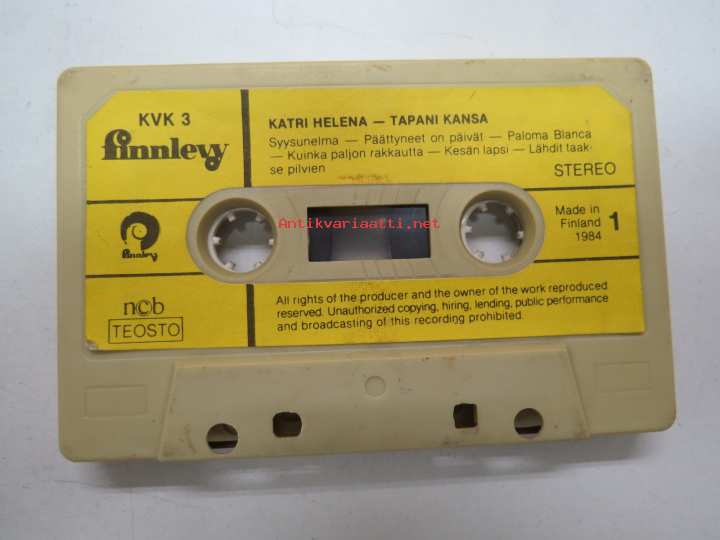 KVK 3
finnlevy
KATRI HELENA — TAPANI KANSA
Syysunelma — Päättyneet on päivät — Paloma Blanca
— Kuinka paljon rakkautta — Kesän lapsi — Lähdit taak-
se pilvien
STEREO
Antikvariaatti.net
finnlevy
Made in
Finland
1984
1
ncb
TEOSTO
All rights of the producer and the owner of the work reproduced
reserved. Unauthorized copying, hiring, lending, public performance
and broadcasting of this recording prohibited.